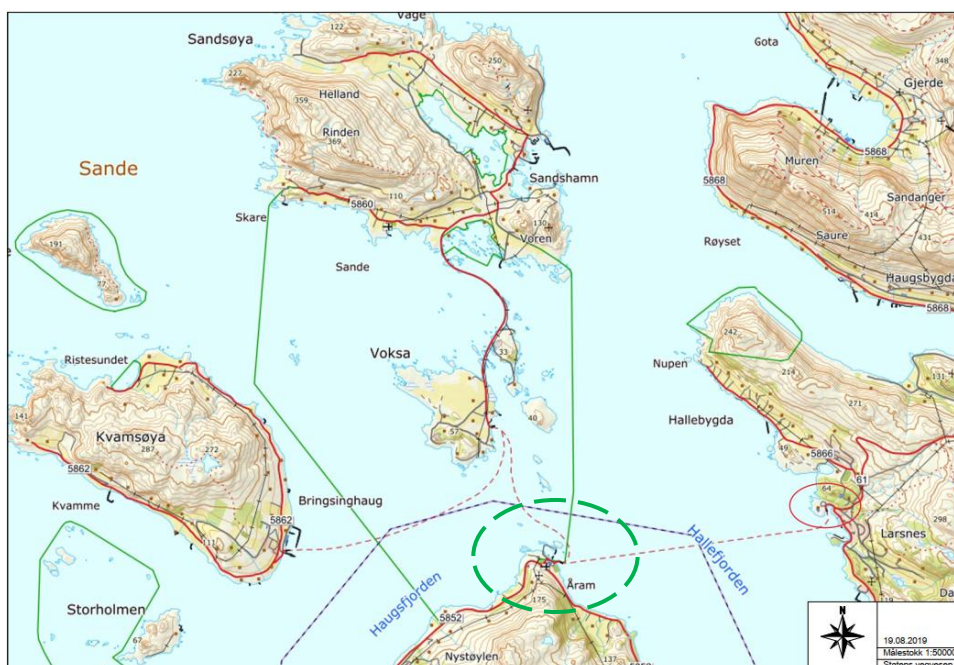 Våge
Sandsøya
122
250
Gota
348
Gjerde
227
359
Helland
Rinden
369
5868
Muren
Sande
5868
Sandshamn
Sandanger
110
514
414
Skare
5860
130
Voren
Saure
431
191
Røyset
Sande
Haugsbygda
77
5868
242
Ristesundet
Voksa
33
Nupen
214
131
141
40
271
Kvamsøya
57
Hallebygda
287
272
49
5866
5862
61
64
Kvamme
Bringsinghaug
5862
111
Hallefjorden
Larsnes
298
Haugsfjorden
Åram
Storholmen
175
5852
67
N
19.08.2019
Målestokk 1:50000
Nystøylen
137
Statens vegvesen